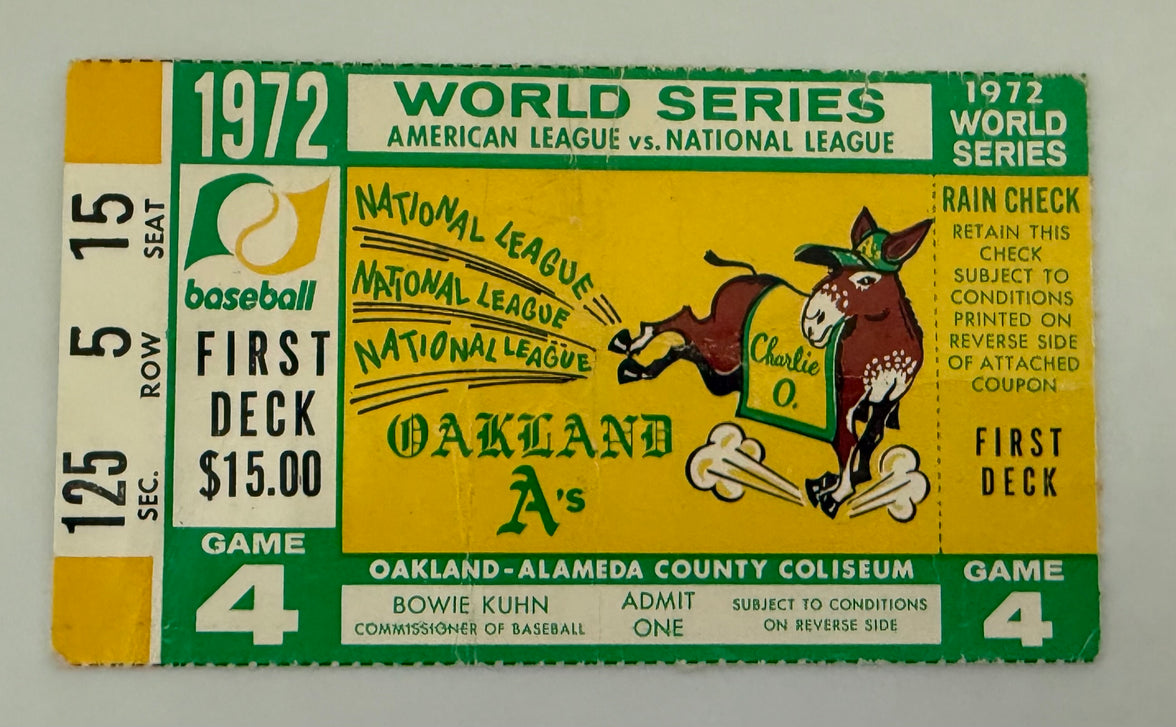 15
SEAT
5
ROW
125
SEC.
1972
baseball
FIRST
DECK
$15.00
GAME
4
WORLD SERIES
AMERICAN LEAGUE vs. NATIONAL LEAGUE
NATIONAL LEAGUE
NATIONAL LEAGUE
NATIONAL LEAGUE
Charlie
O.
OAKLAND
A's
OAKLAND-ALAMEDA COUNTY COLISEUM
BOWIE KUHN
COMMISSIONER OF BASEBALL
ADMIT
ONE
SUBJECT TO CONDITIONS
ON REVERSE SIDE
1972
WORLD
SERIES
RAIN CHECK
RETAIN THIS
CHECK
SUBJECT TO
CONDITIONS
PRINTED ON
REVERSE SIDE
OF ATTACHED
COUPON
FIRST
DECK
GAME
4